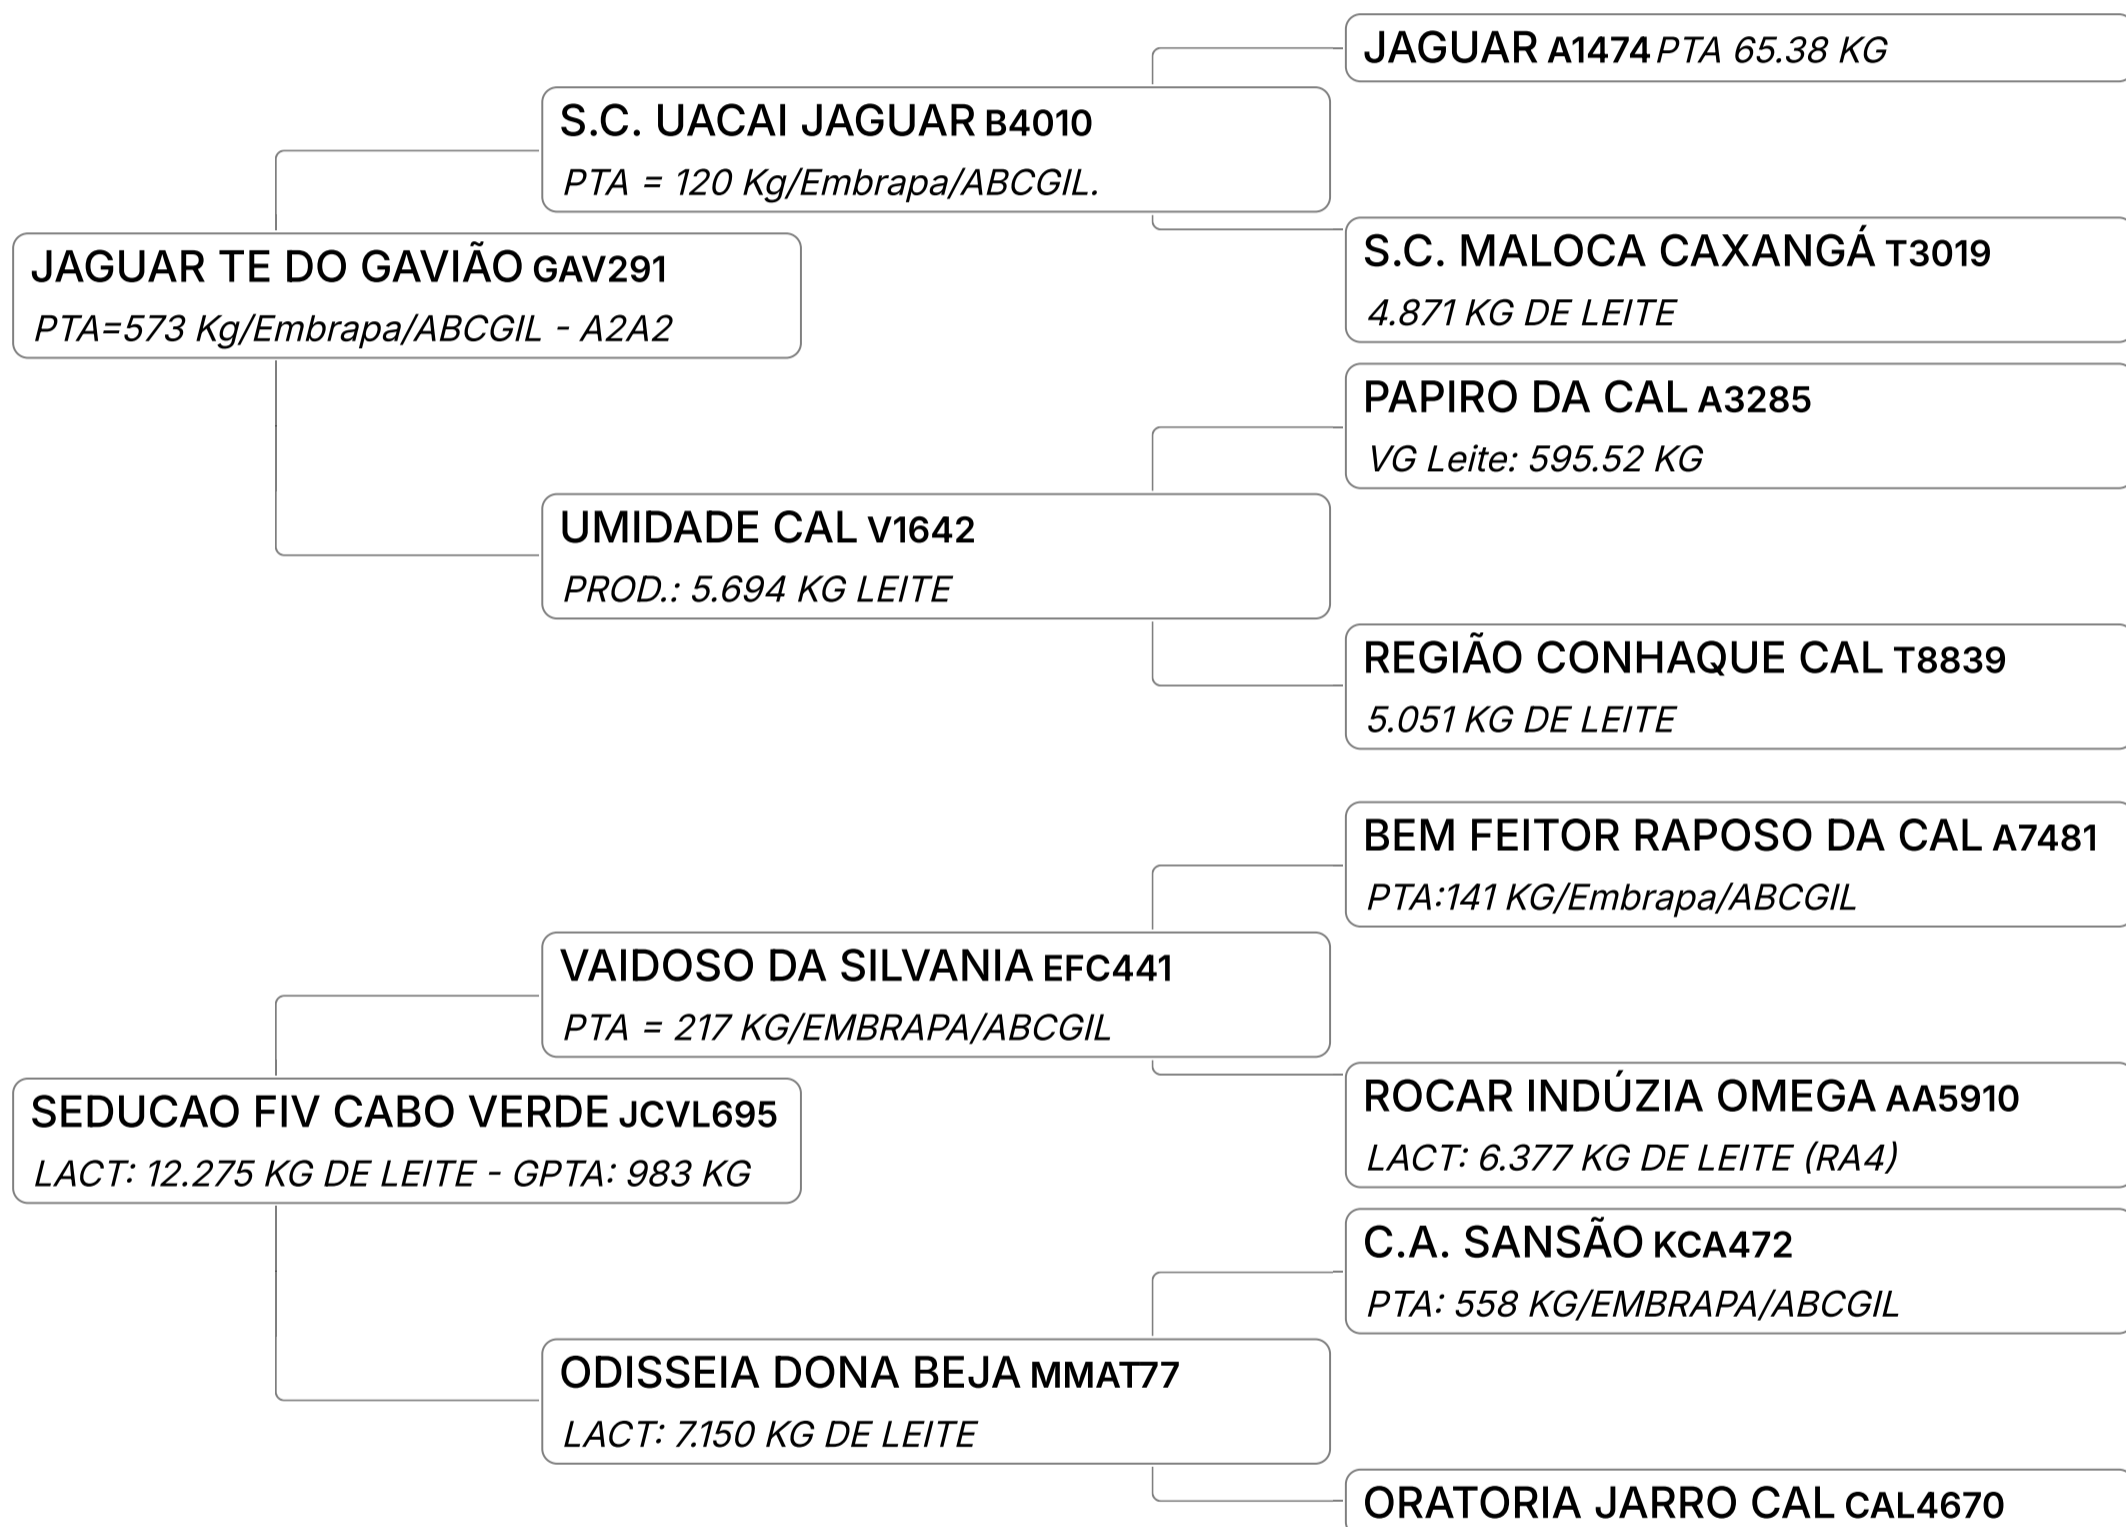 JAGUAR A1474 PTA 65.38 KG
S.C. UACAI JAGUAR B4010
PTA = 120 Kg/Embrapa/ABCGIL.
JAGUAR TE DO GAVIÃO GAV291
PTA=573 Kg/Embrapa/ABCGIL - A2A2
S.C. MALOCA CAXANGÁ T3019
4.871 KG DE LEITE
PAPIRO DA CAL A3285
VG Leite: 595.52 KG
UMIDADE CAL V1642
PROD.: 5.694 KG LEITE
REGIÃO CONHAQUE CAL T8839
5.051 KG DE LEITE
BEM FEITOR RAPOSO DA CAL A7481
PTA:141 KG/Embrapa/ABCGIL
VAIDOSO DA SILVANIA EFC441
PTA = 217 KG/EMBRAPA/ABCGIL
SEDUCAO FIV CABO VERDE JCVL695
LACT: 12.275 KG DE LEITE - GPTA: 983 KG
ROCAR INDÚZIA OMEGA AA5910
LACT: 6.377 KG DE LEITE (RA4)
C.A. SANSÃO KCA472
PTA: 558 KG/EMBRAPA/ABCGIL
ODISSEIA DONA BEJA MMAT77
LACT: 7.150 KG DE LEITE
ORATORIA JARRO CAL CAL4670